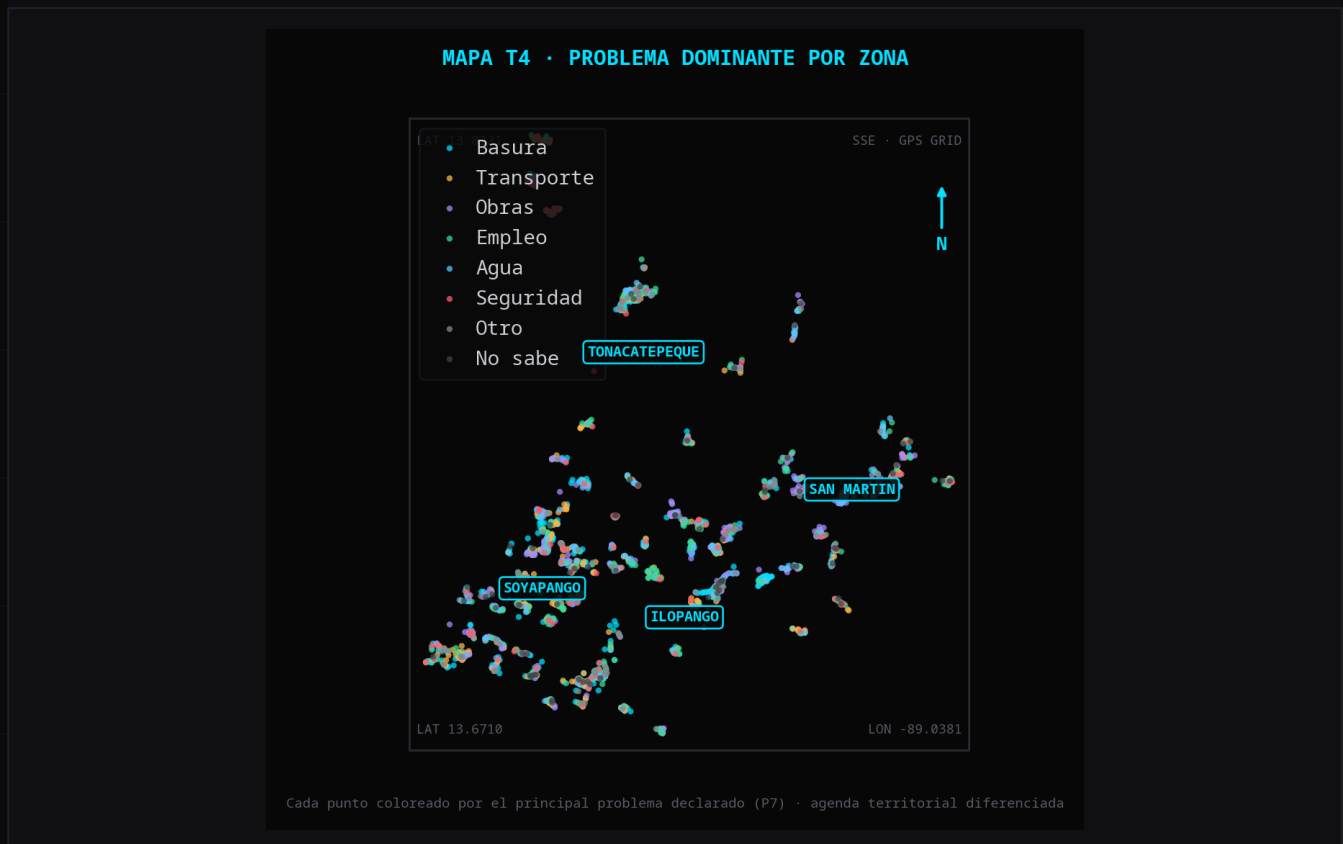 MAPA T4 · PROBLEMA DOMINANTE POR ZONA
SSE · GPS GRID
Basura
Transporte
Obras
Empleo
Agua
Seguridad
Otro
No sabe
N
TONACATEPEQUE
SAN MARTIN
SOYAPANGO
ILOPANGO
LAT 13.6710
LON -89.0381
Cada punto coloreado por el principal problema declarado (P7) · agenda territorial diferenciada